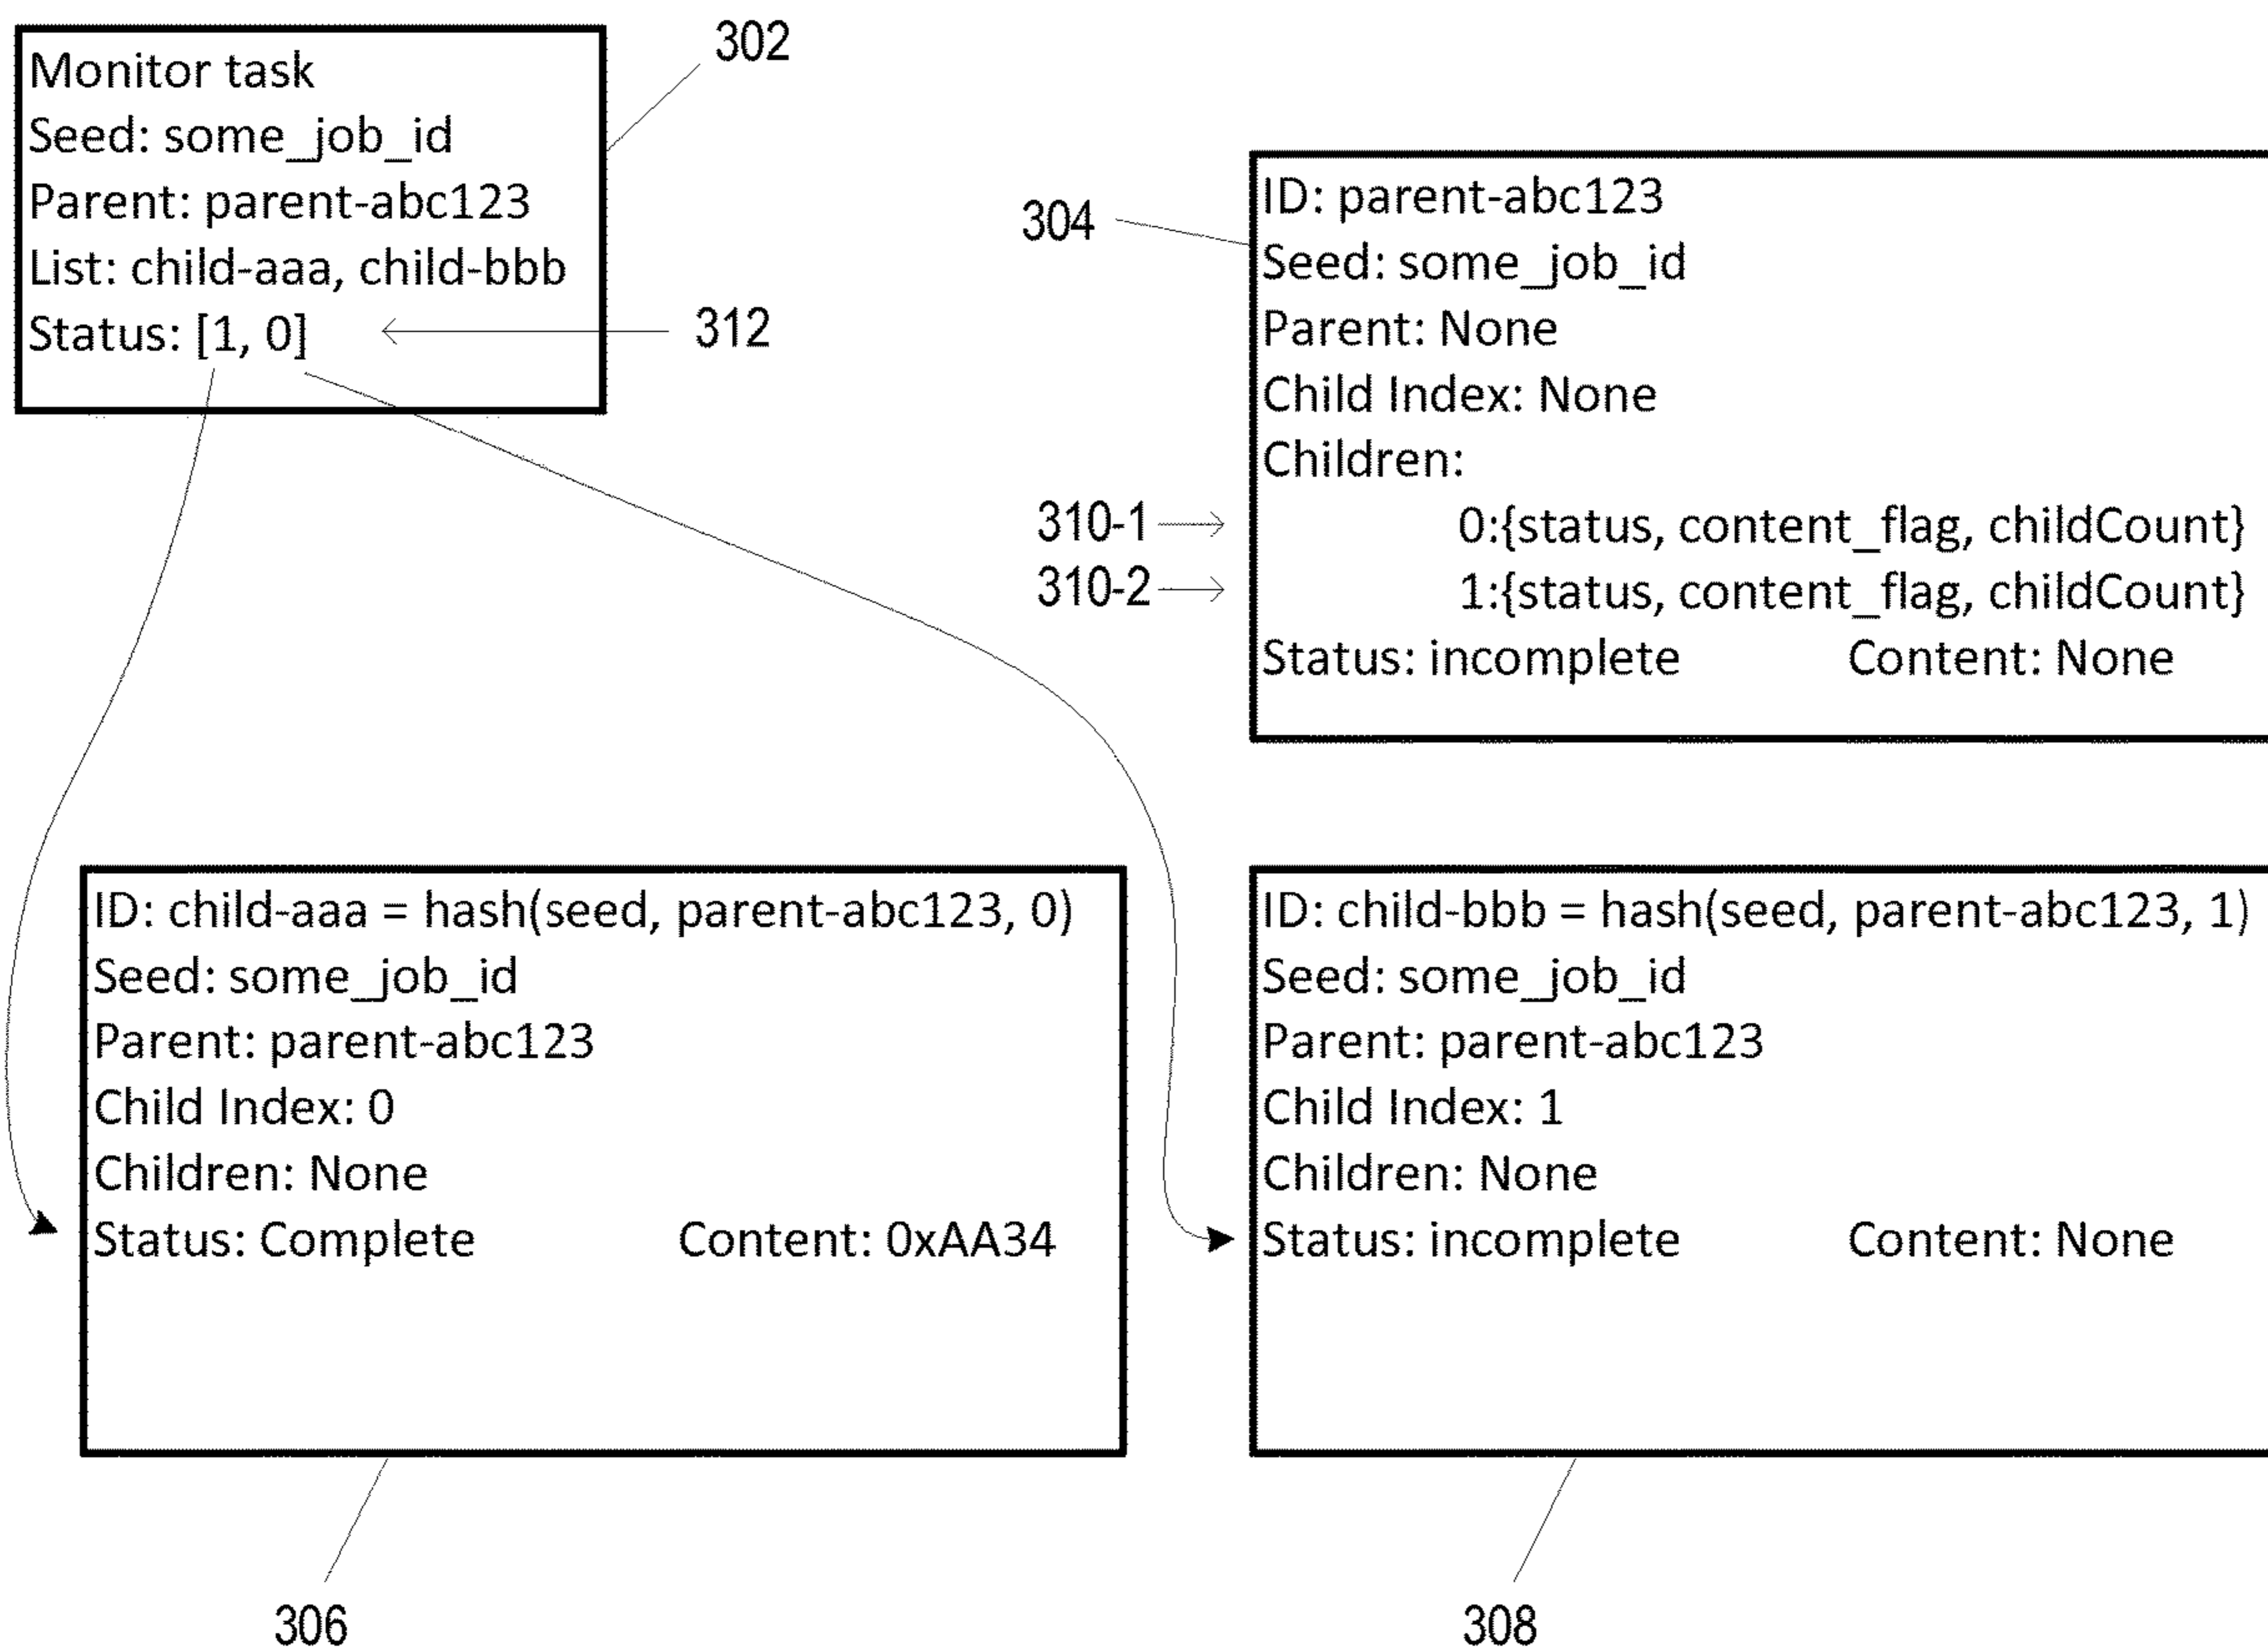 Monitor task
Seed: some_job_id
Parent: parent-abc123
List: child-aaa, child-bbb
Status: [1, 0]
302
312
304
ID: parent-abc123
Seed: some_job_id
Parent: None
Child Index: None
Children:
310-1
0:{status, content_flag, childCount}
310-2
1:{status, content_flag, childCount}
Status: incomplete Content: None
ID: child-aaa = hash(seed, parent-abc123, 0)
Seed: some_job_id
Parent: parent-abc123
Child Index: 0
Children: None
Status: Complete Content: 0xAA34
306
ID: child-bbb = hash(seed, parent-abc123, 1)
Seed: some_job_id
Parent: parent-abc123
Child Index: 1
Children: None
Status: incomplete Content: None
308